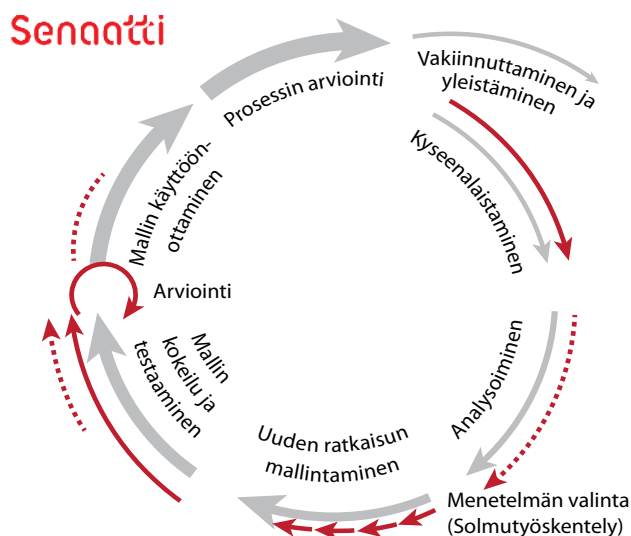 Senaatti
Vakiinnuttaminen ja
yleistäminen
Prosessin arviointi
Kyseenalaistaminen
Mallin käyttöön-
ottaminen
Arviointi
Mallin
kokeilu ja
testaaminen
Analysoiminen
Uuden ratkaisun
mallintaminen
Menetelmän valinta
(Solmutyöskentely)